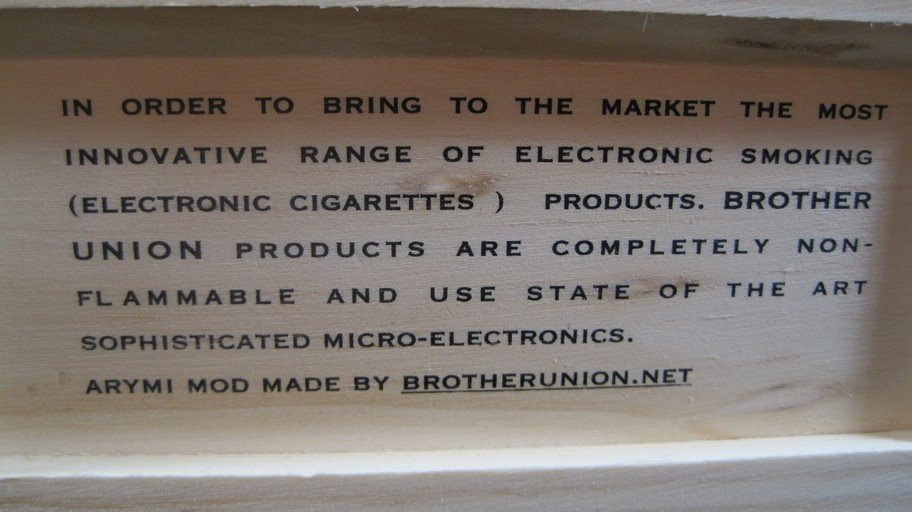 IN ORDER TO BRING TO THE MARKET THE MOST
INNOVATIVE RANGE OF ELECTRONIC SMOKING
(ELECTRONIC CIGARETTES ) PRODUCTS. BROTHER
UNION PRODUCTS ARE COMPLETELY NON-
FLAMMABLE AND USE STATE OF THE ART
SOPHISTICATED MICRO-ELECTRONICS.
ARYMI MOD MADE BY BROTHERUNION.NET